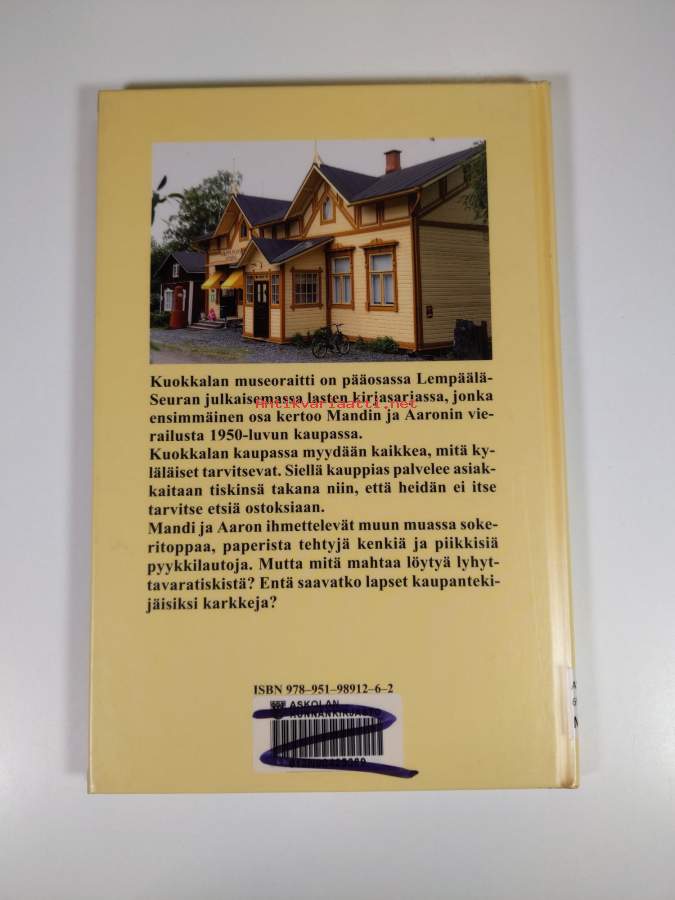 Kuokkalan museoraitti on pääosassa Lempäälä-
Seuran julkaisemassa lasten kirjasarjassa, jonka
Antikvariaatti.net
ensimmäinen osa kertoo Mandin ja Aaronin vie-
railusta 1950-luvun kaupassa.
Kuokkalan kaupassa myydään kaikkea, mitä ky-
läläiset tarvitsevat. Siellä kauppias palvelee asiak-
kaitaan tiskinsä takana niin, että heidän ei itse
tarvitse etsiä ostoksiaan.
Mandi ja Aaron ihmettelevät muun muassa soke-
ritoppaa, paperista tehtyjä kenkiä ja piikkisiä
pyykkilautoja. Mutta mitä mahtaa löytyä lyhyt-
tavaratiskistä? Entä saavatko lapset kaupanteki-
jäisiksi karkkeja?
ISBN 978–951–98912–6–2
ASKOLAN